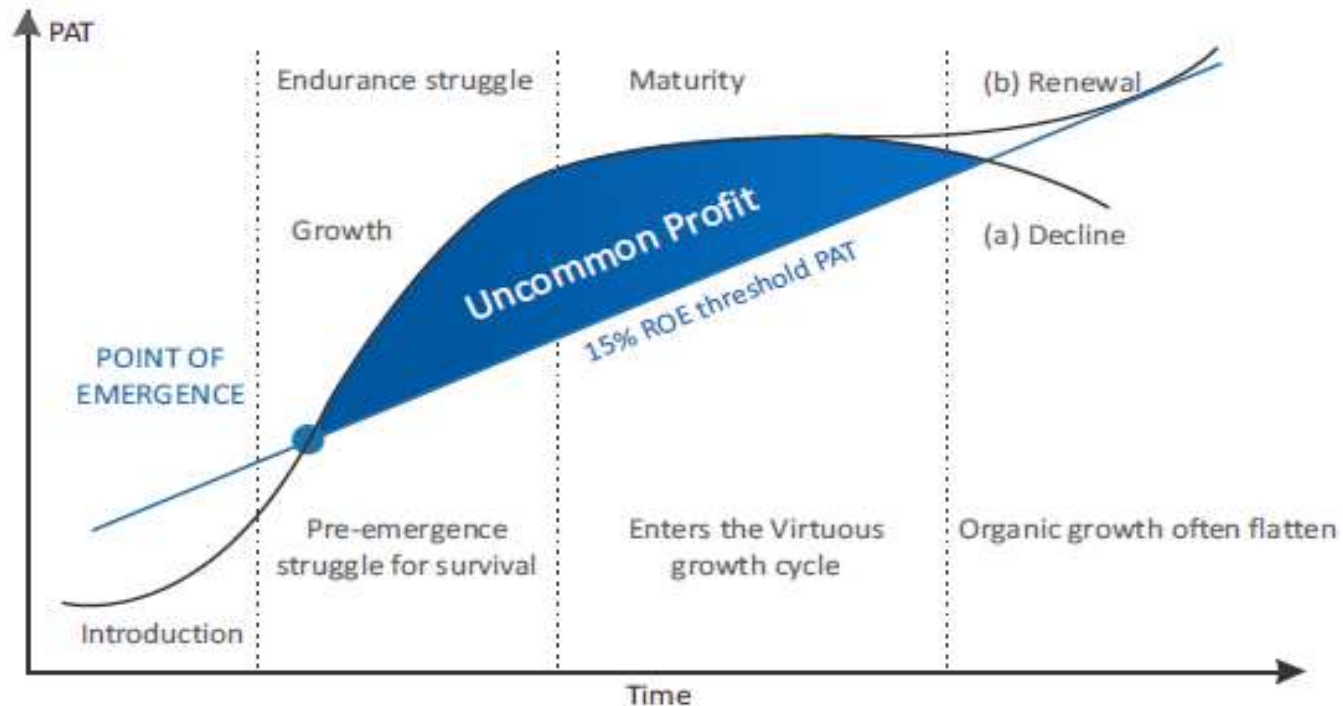 PAT
Endurance struggle
Maturity
(b) Renewal
Growth
Uncommon Profit
(a) Decline
15% ROE threshold PAT
POINT OF
EMERGENCE
Pre-emergence
struggle for survival
Enters the Virtuous
growth cycle
Organic growth often flatten
Introduction
Time